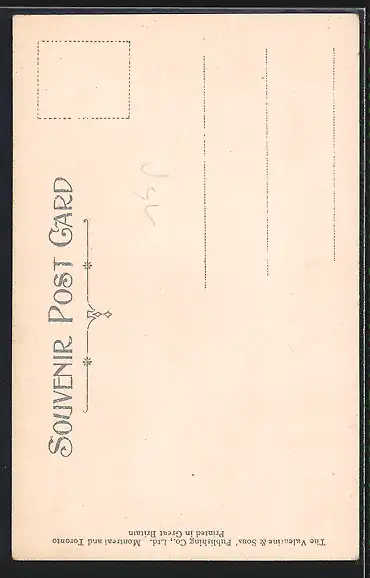 SOUVENIR POST CARD
The Valentine & Sons' Publishing Co., Ltd. Montreal and Toronto
Printed in Great Britain